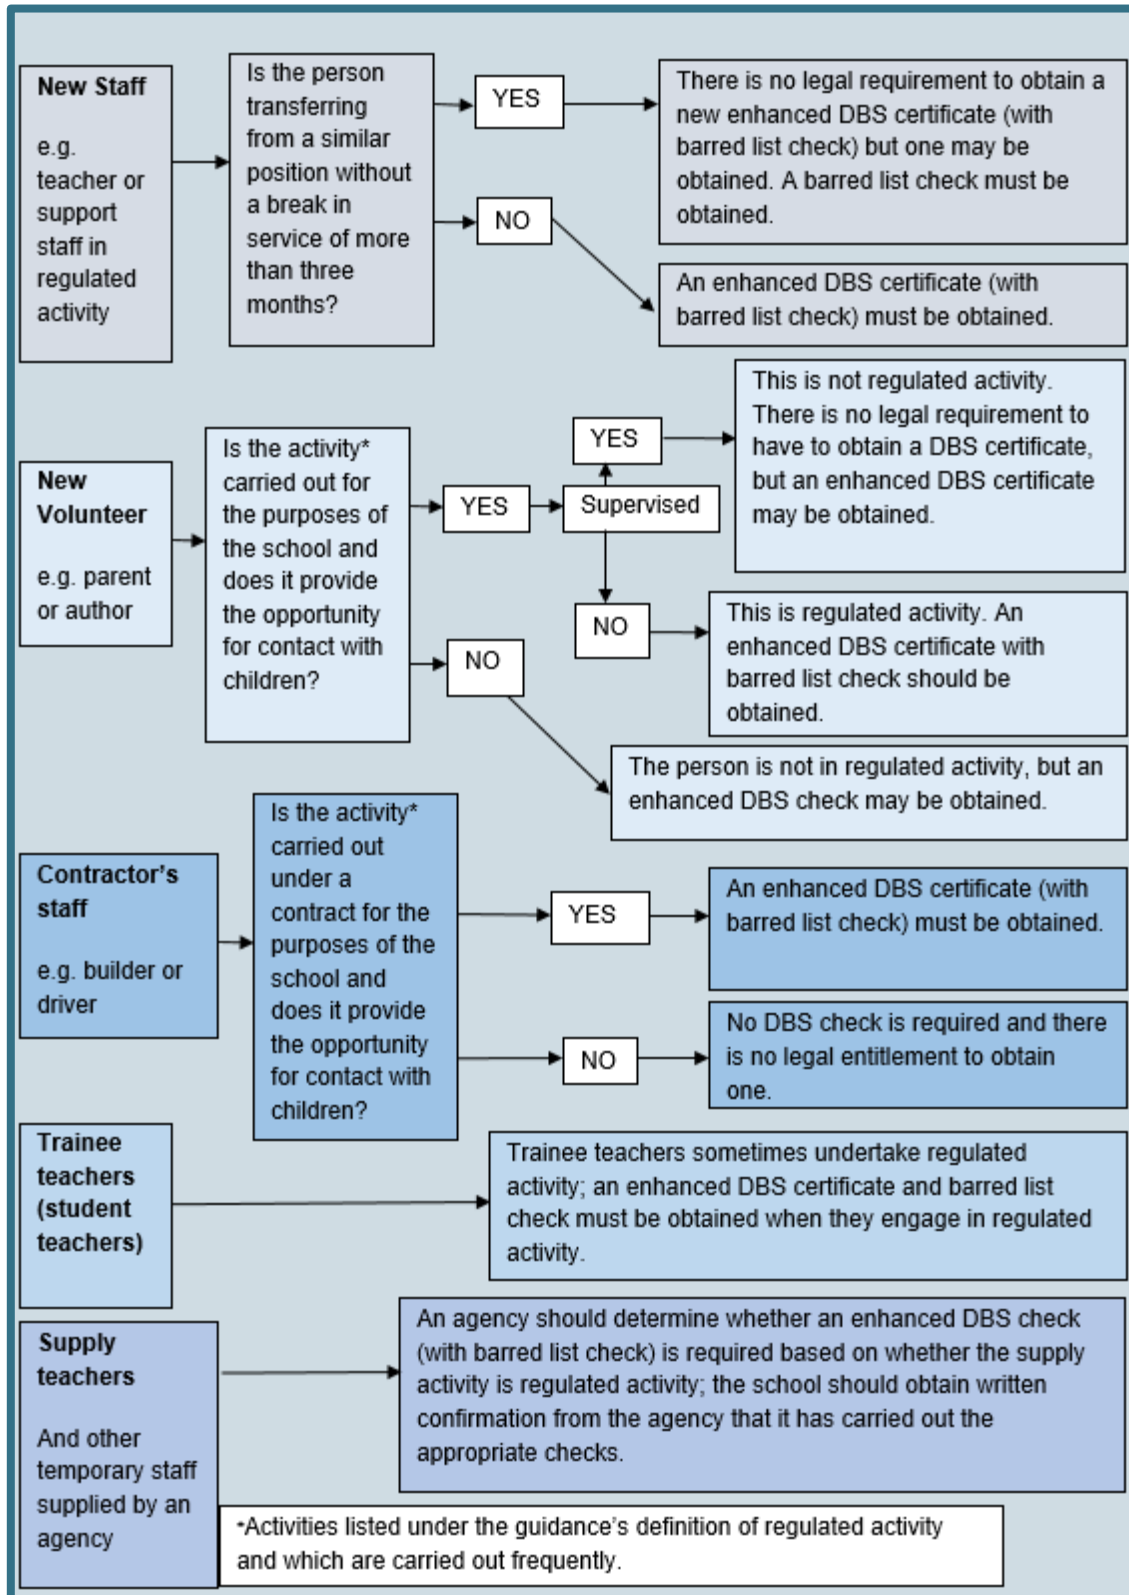 New Staff
e.g.
teacher or
support
staff in
regulated
activity
Is the person
transferring
from a similar
position without
a break in
service of more
than three
months?
YES
There is no legal requirement to obtain a
new enhanced DBS certificate (with
barred list check) but one may be
obtained. A barred list check must be
obtained.
NO
An enhanced DBS certificate (with
barred list check) must be obtained.
New
Volunteer
e.g. parent
or author
Is the activity*
carried out for
the purposes of
the school and
does it provide
the opportunity
for contact with
children?
YES
Supervised
YES
This is not regulated activity.
There is no legal requirement to
have to obtain a DBS certificate,
but an enhanced DBS certificate
may be obtained.
NO
This is regulated activity. An
enhanced DBS certificate with
barred list check should be
obtained.
NO
The person is not in regulated activity, but an
enhanced DBS check may be obtained.
Contractor's
staff
e.g. builder or
driver
Is the activity*
carried out
under a
contract for the
purposes of the
school and
does it provide
the opportunity
for contact with
children?
YES
An enhanced DBS certificate (with
barred list check) must be obtained.
NO
No DBS check is required and there
is no legal entitlement to obtain
one.
Trainee
teachers
(student
teachers)
Trainee teachers sometimes undertake regulated
activity; an enhanced DBS certificate and barred list
check must be obtained when they engage in regulated
activity.
Supply
teachers
And other
temporary staff
supplied by an
agency
An agency should determine whether an enhanced DBS check
(with barred list check) is required based on whether the supply
activity is regulated activity; the school should obtain written
confirmation from the agency that it has carried out the
appropriate checks.
*Activities listed under the guidance's definition of regulated activity
and which are carried out frequently.